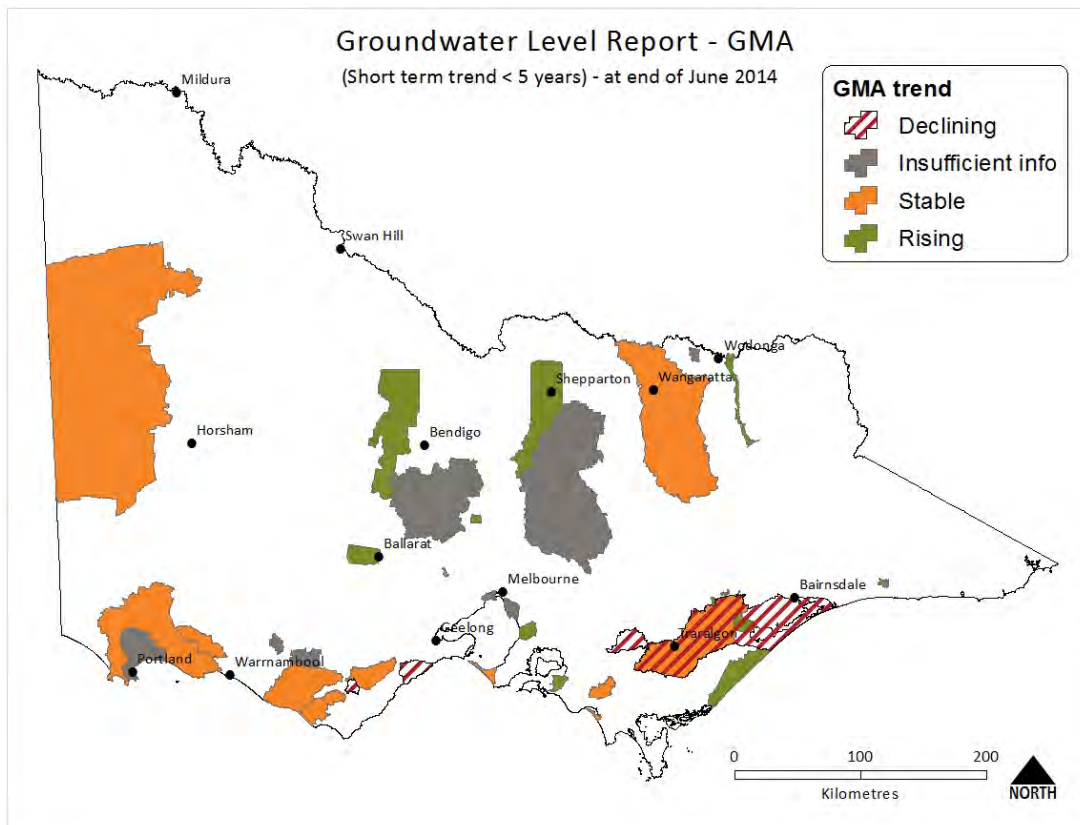 Groundwater Level Report - GMA
(Short term trend < 5 years) - at end of June 2014
GMA trend
Declining
Insufficient info
Stable
Rising
Mildura
Swan Hill
Wodonga
Shepparton
Wangaratta
Horsham
Bendigo
Ballarat
Melbourne
Bairnsdale
Geelong
Traralgon
Portland
Warrnambool
0 100 200
Kilometres
NORTH